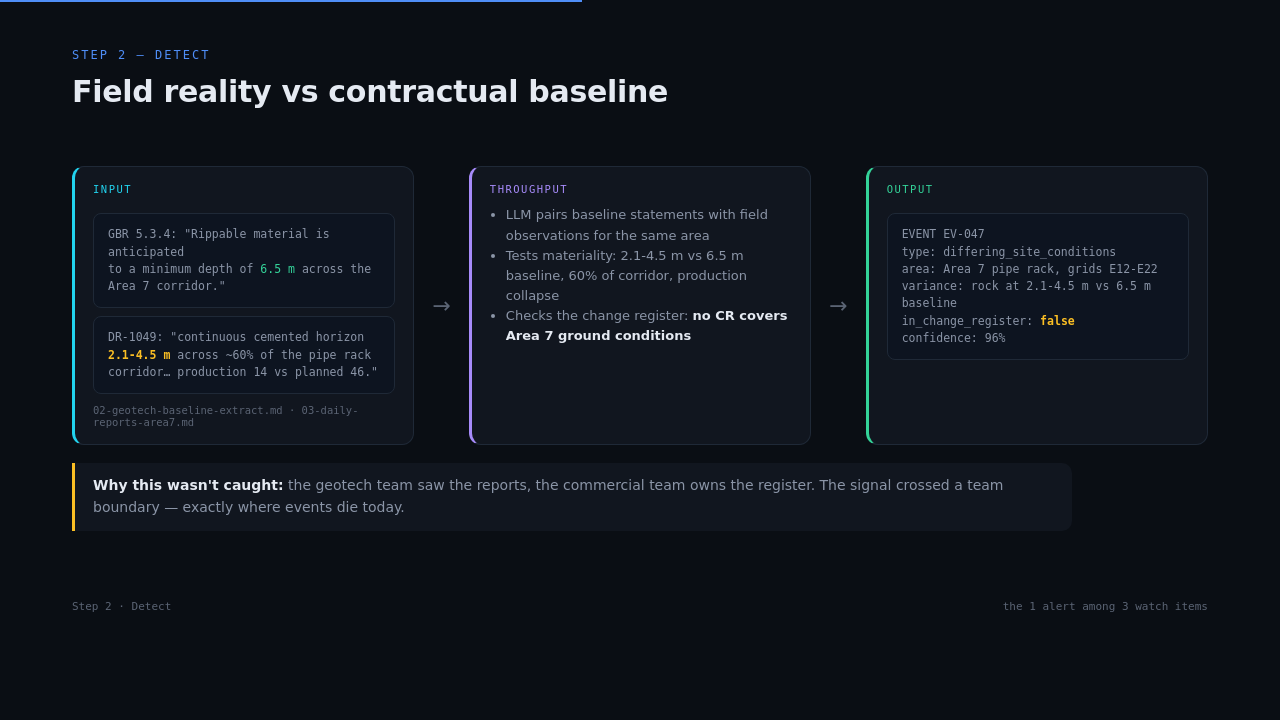 STEP 2 — DETECT
Field reality vs contractual baseline
INPUT
GBR 5.3.4: "Rippable material is
anticipated
to a minimum depth of 6.5 m across the
Area 7 corridor."
DR-1049: "continuous cemented horizon
2.1-4.5 m across ~60% of the pipe rack
corridor… production 14 vs planned 46."
02-geotech-baseline-extract.md · 03-daily-
reports-area7.md
→
THROUGHPUT
• LLM pairs baseline statements with field
observations for the same area
• Tests materiality: 2.1-4.5 m vs 6.5 m
baseline, 60% of corridor, production
collapse
• Checks the change register: no CR covers
Area 7 ground conditions
→
OUTPUT
EVENT EV-047
type: differing_site_conditions
area: Area 7 pipe rack, grids E12-E22
variance: rock at 2.1-4.5 m vs 6.5 m
baseline
in_change_register: false
confidence: 96%
Why this wasn't caught: the geotech team saw the reports, the commercial team owns the register. The signal crossed a team
boundary — exactly where events die today.
Step 2 · Detect
the 1 alert among 3 watch items